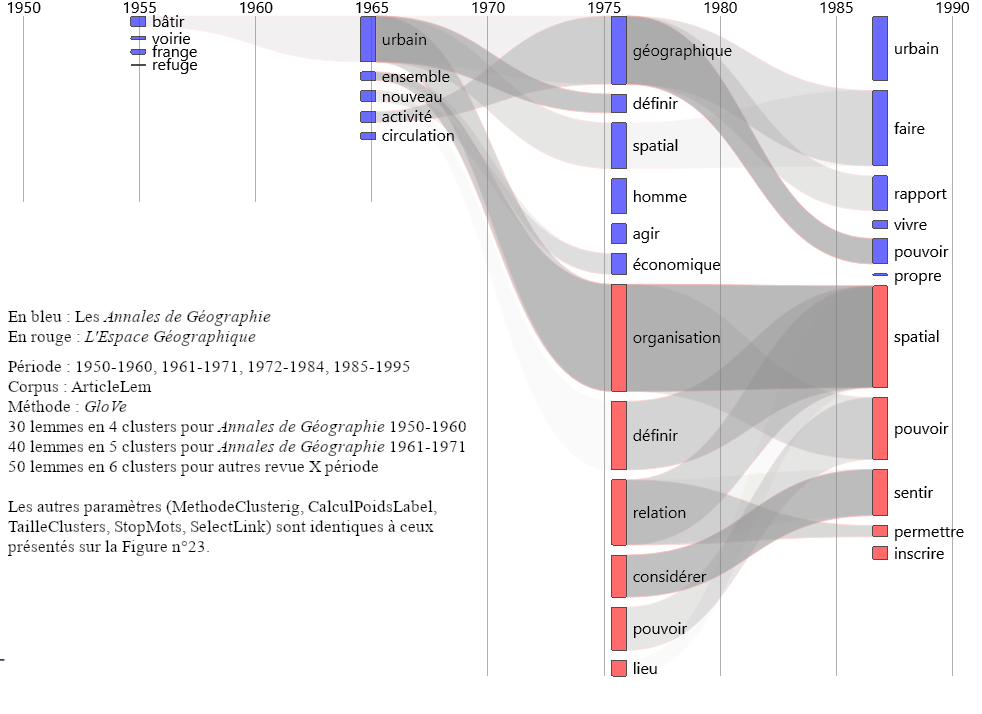 1950 1955 1960 1965 1970 1975 1980 1985 1990
bâtir
voirie
frange
refuge
urbain
ensemble
nouveau
activité
circulation
géographique
définir
spatial
homme
agir
économique
organisation
définir
relation
considérer
pouvoir
lieu
urbain
faire
rapport
vivre
pouvoir
propre
spatial
pouvoir
sentir
permettre
inscrire
En bleu : Les Annales de Géographie
En rouge : L'Espace Géographique
Période : 1950-1960, 1961-1971, 1972-1984, 1985-1995
Corpus : ArticleLem
Méthode : GloVe
30 lemmes en 4 clusters pour Annales de Géographie 1950-1960
40 lemmes en 5 clusters pour Annales de Géographie 1961-1971
50 lemmes en 6 clusters pour autres revue X période
Les autres paramètres (MethodeClusterig, CalculPoidsLabel,
TailleClusters, StopMots, SelectLink) sont identiques à ceux
présentés sur la Figure n°23.